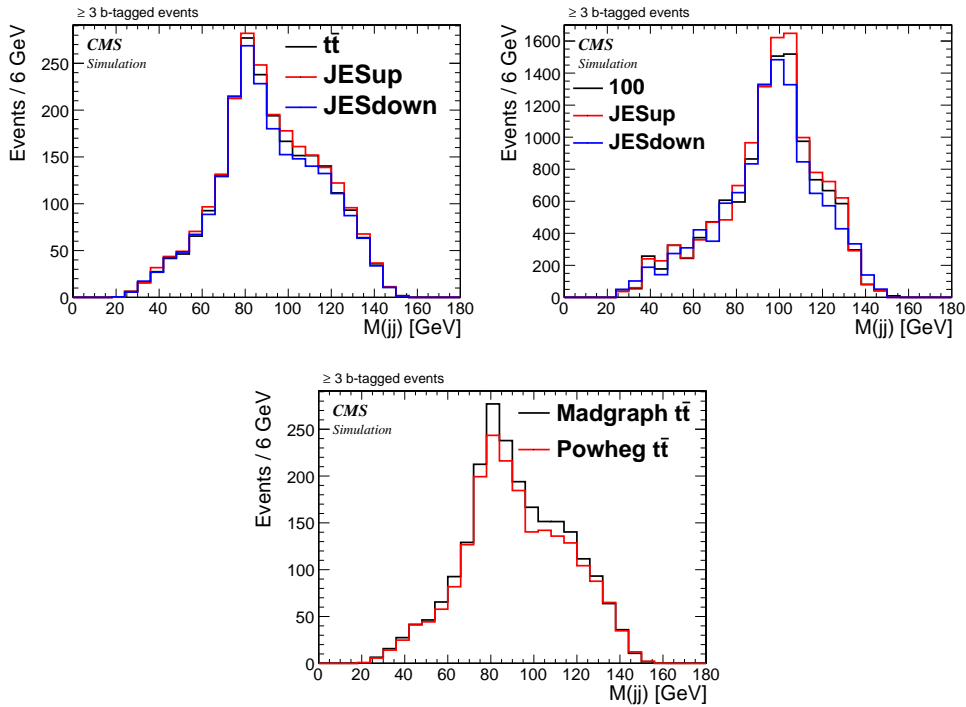 ≥ 3 b-tagged events
Events / 6 GeV
CMS
Simulation
tt̄
JESup
JESdown
250
200
150
100
50
0
0 20 40 60 80 100 120 140 160 180
M(jj) [GeV]
≥ 3 b-tagged events
Events / 6 GeV
CMS
Simulation
100
JESup
JESdown
1600
1400
1200
1000
800
600
400
200
0
0 20 40 60 80 100 120 140 160 180
M(jj) [GeV]
≥ 3 b-tagged events
Events / 6 GeV
CMS
Simulation
Madgraph tt̄
Powheg tt̄
250
200
150
100
50
0
0 20 40 60 80 100 120 140 160 180
M(jj) [GeV]